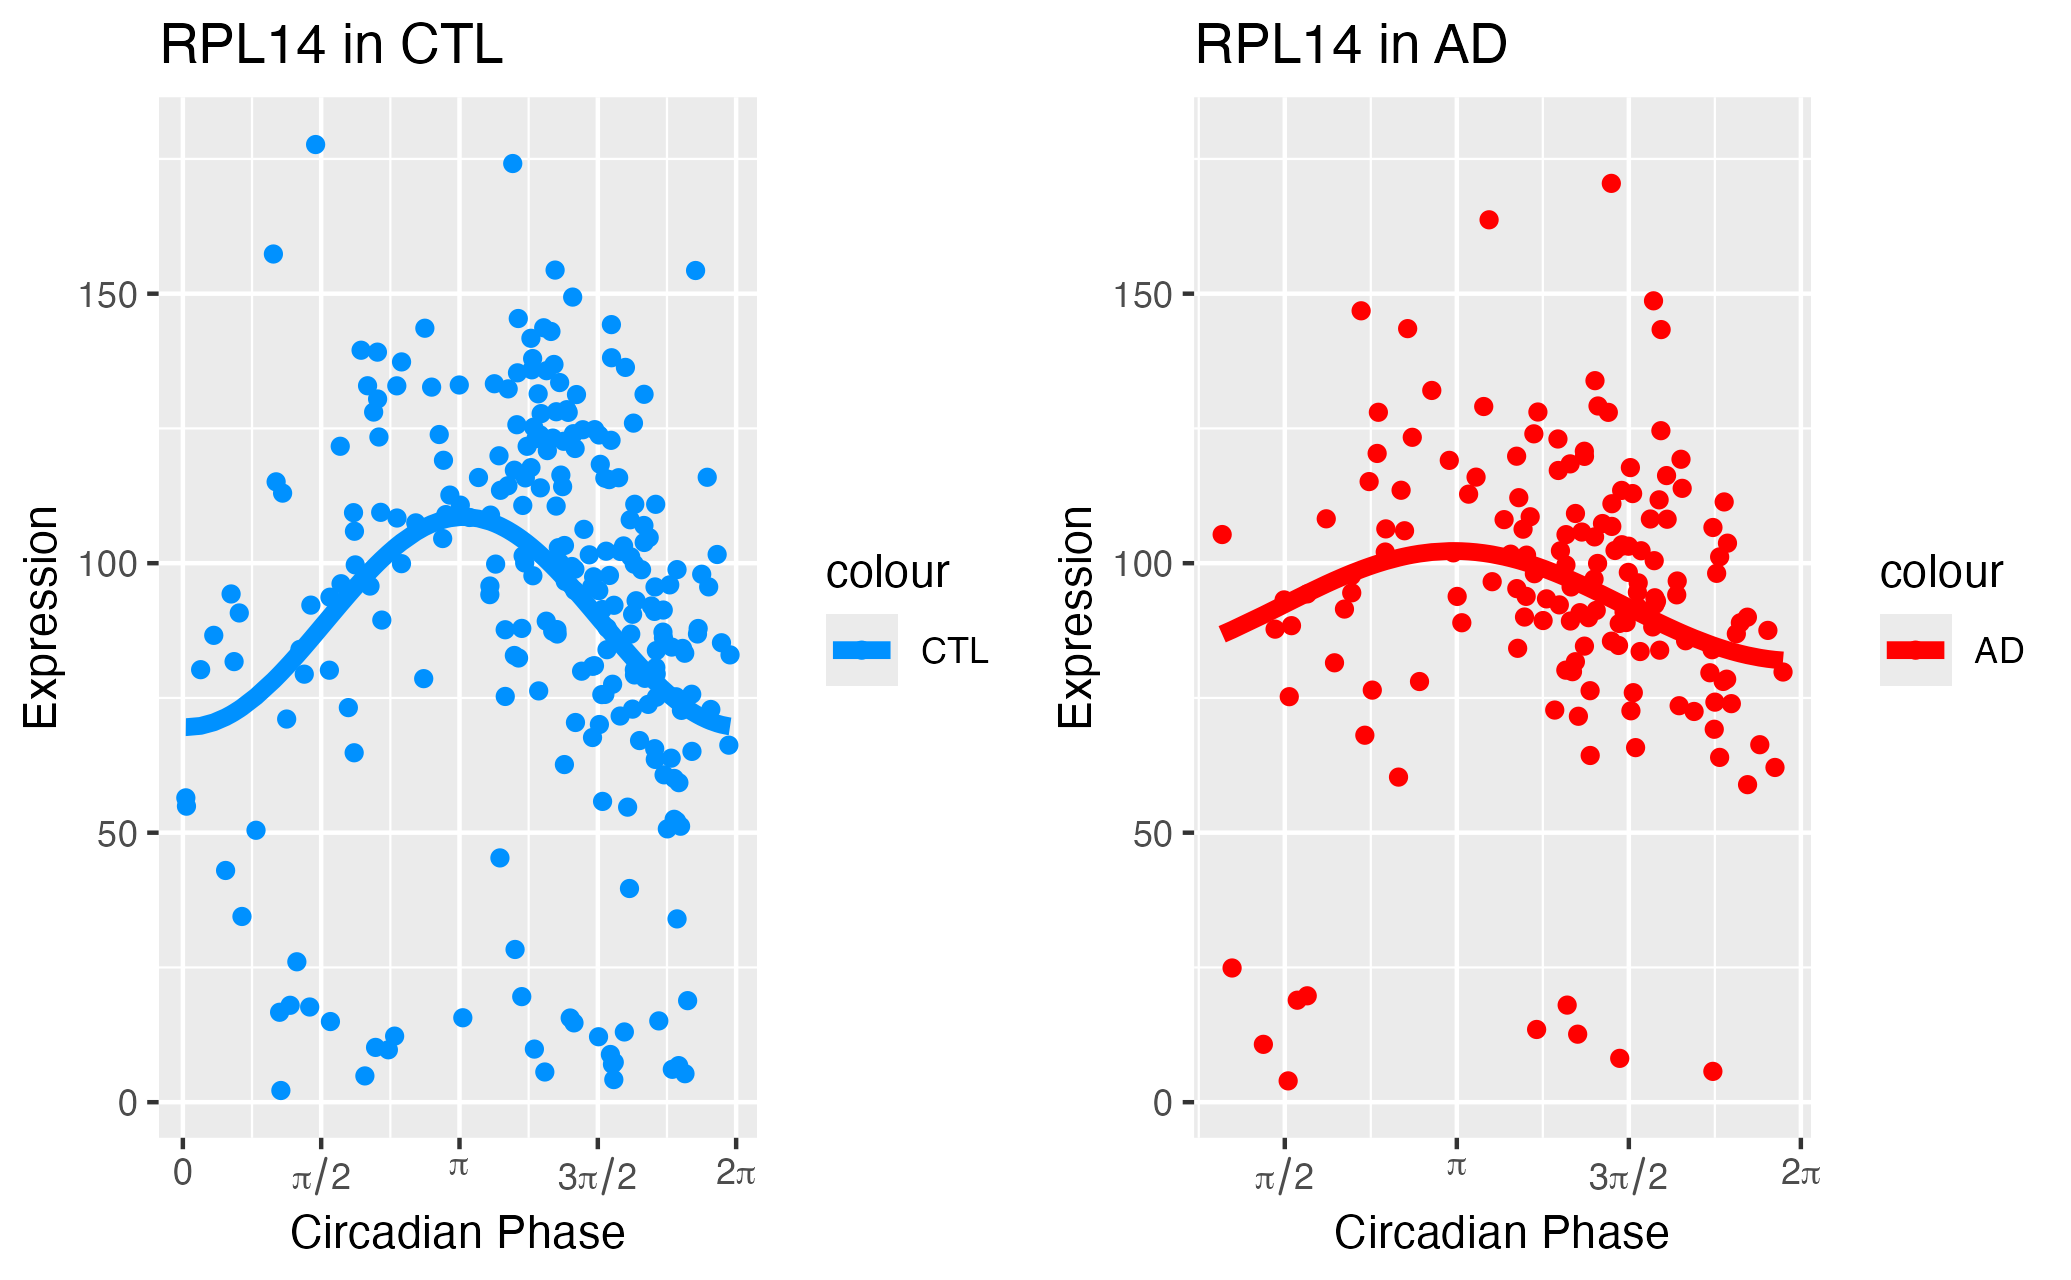 RPL14 in CTL
Expression
150
100
50
0
0
π/2
π
3π/2
2π
Circadian Phase
colour
CTL
RPL14 in AD
Expression
150
100
50
0
π/2
π
3π/2
2π
Circadian Phase
colour
AD